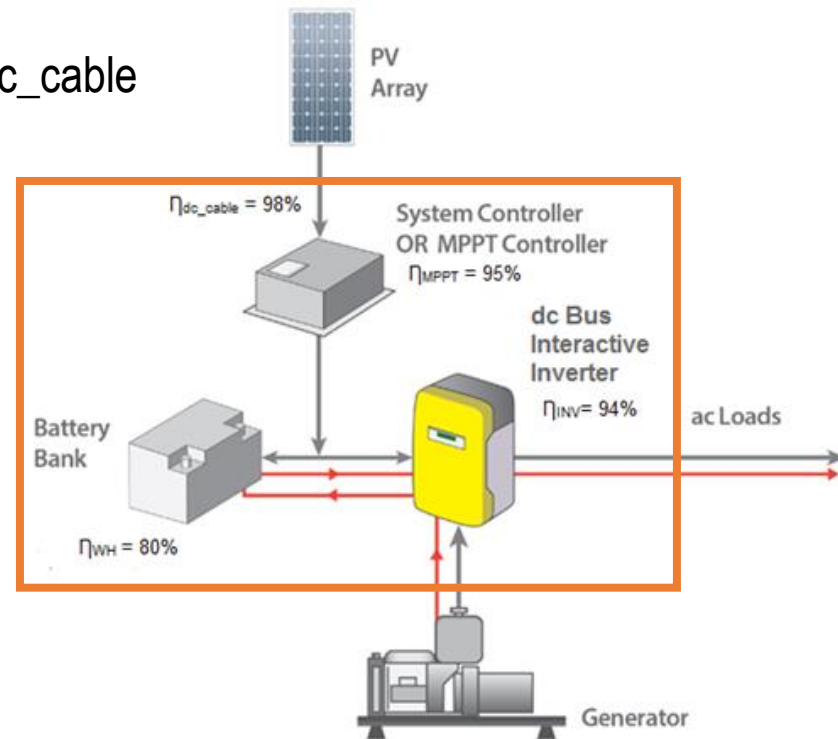 c_cable
PV
Array
ηdc_cable = 98%
System Controller
OR MPPT Controller
ηMPPT = 95%
dc Bus
Interactive
Inverter
ηINV= 94%
ac Loads
Battery
Bank
ηWH = 80%
Generator